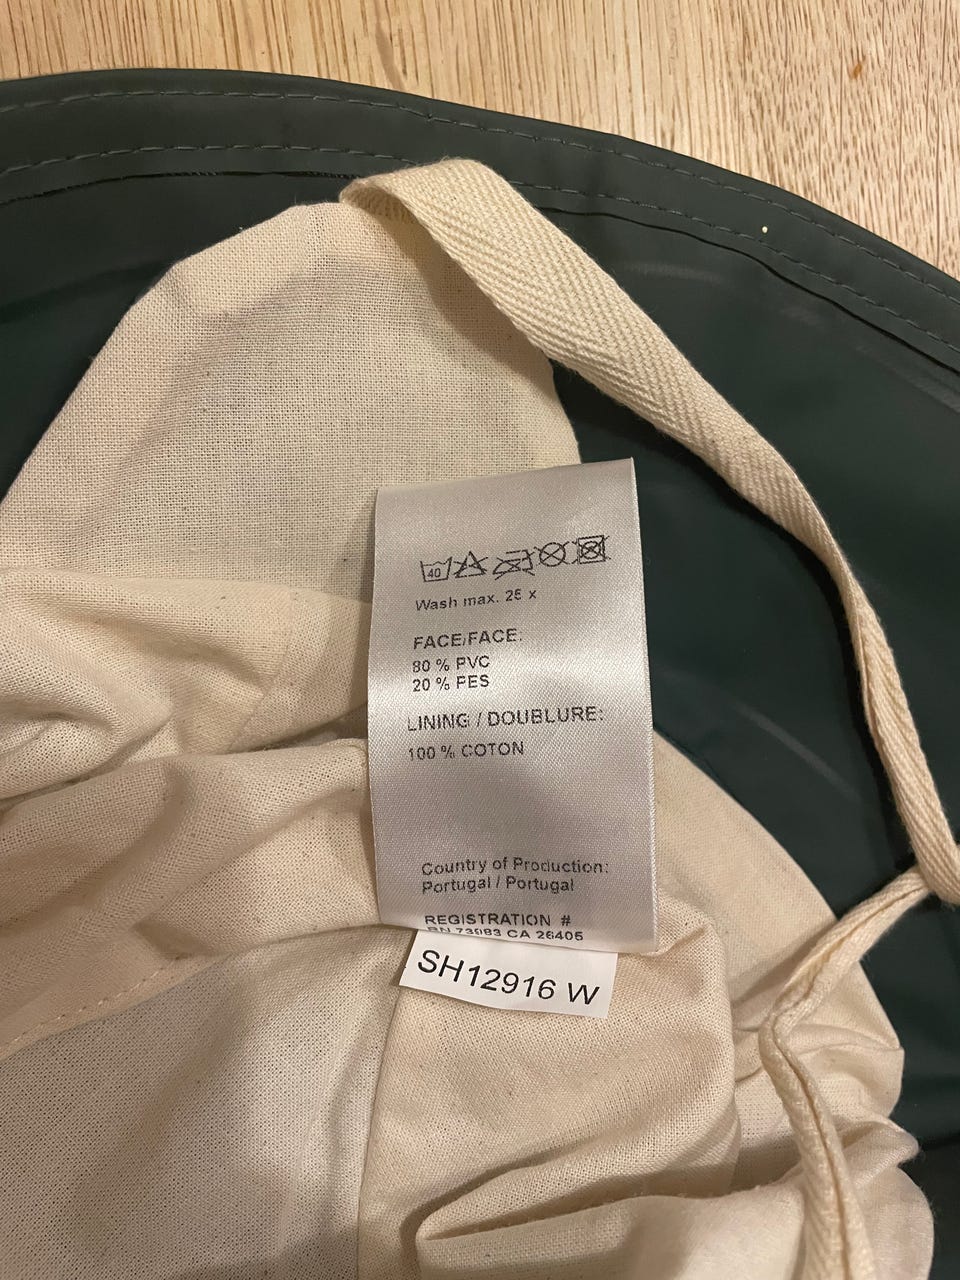 40
Wash max. 25 x
FACE/FACE:
80 % PVC
20 % PES
LINING / DOUBLURE:
100 % COTON
Country of Production:
Portugal / Portugal
REGISTRATION #
RN 73983 CA 26405
SH12916 W